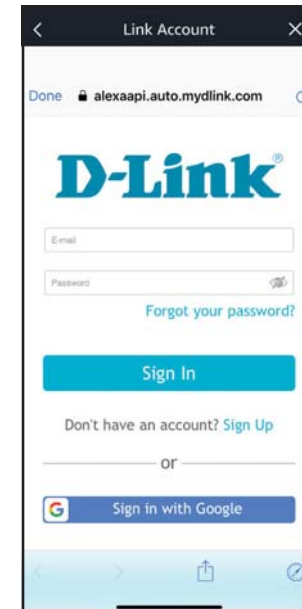 Link Account
Done alexaapi.auto.mydlink.com
D-Link®
E-mail
Password
Forgot your password?
Sign In
Don't have an account? Sign Up
or
G Sign in with Google